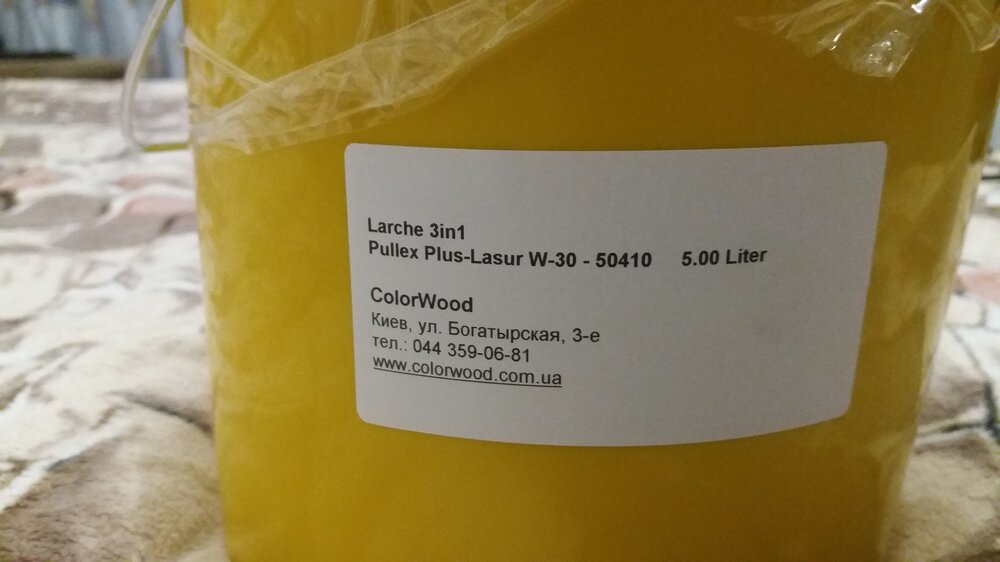 Larche 3in1
Pullex Plus-Lasur W-30 - 50410 5.00 Liter
ColorWood
Киев, ул. Богатырская, 3-е
тел.: 044 359-06-81
www.colorwood.com.ua